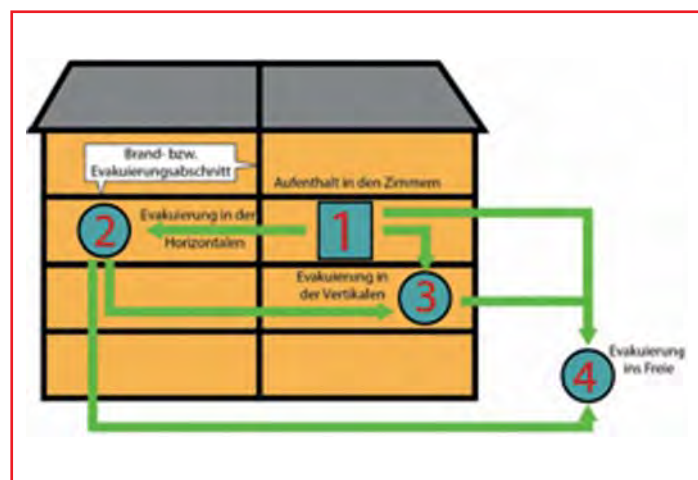 Brand- bzw.
Evakuierungsabschnitt
Aufenthalt in den Zimmern
1
2
Evakuierung in der
Horizontalen
Evakuierung in
der Vertikalen
3
4
Evakuierung
ins Freie